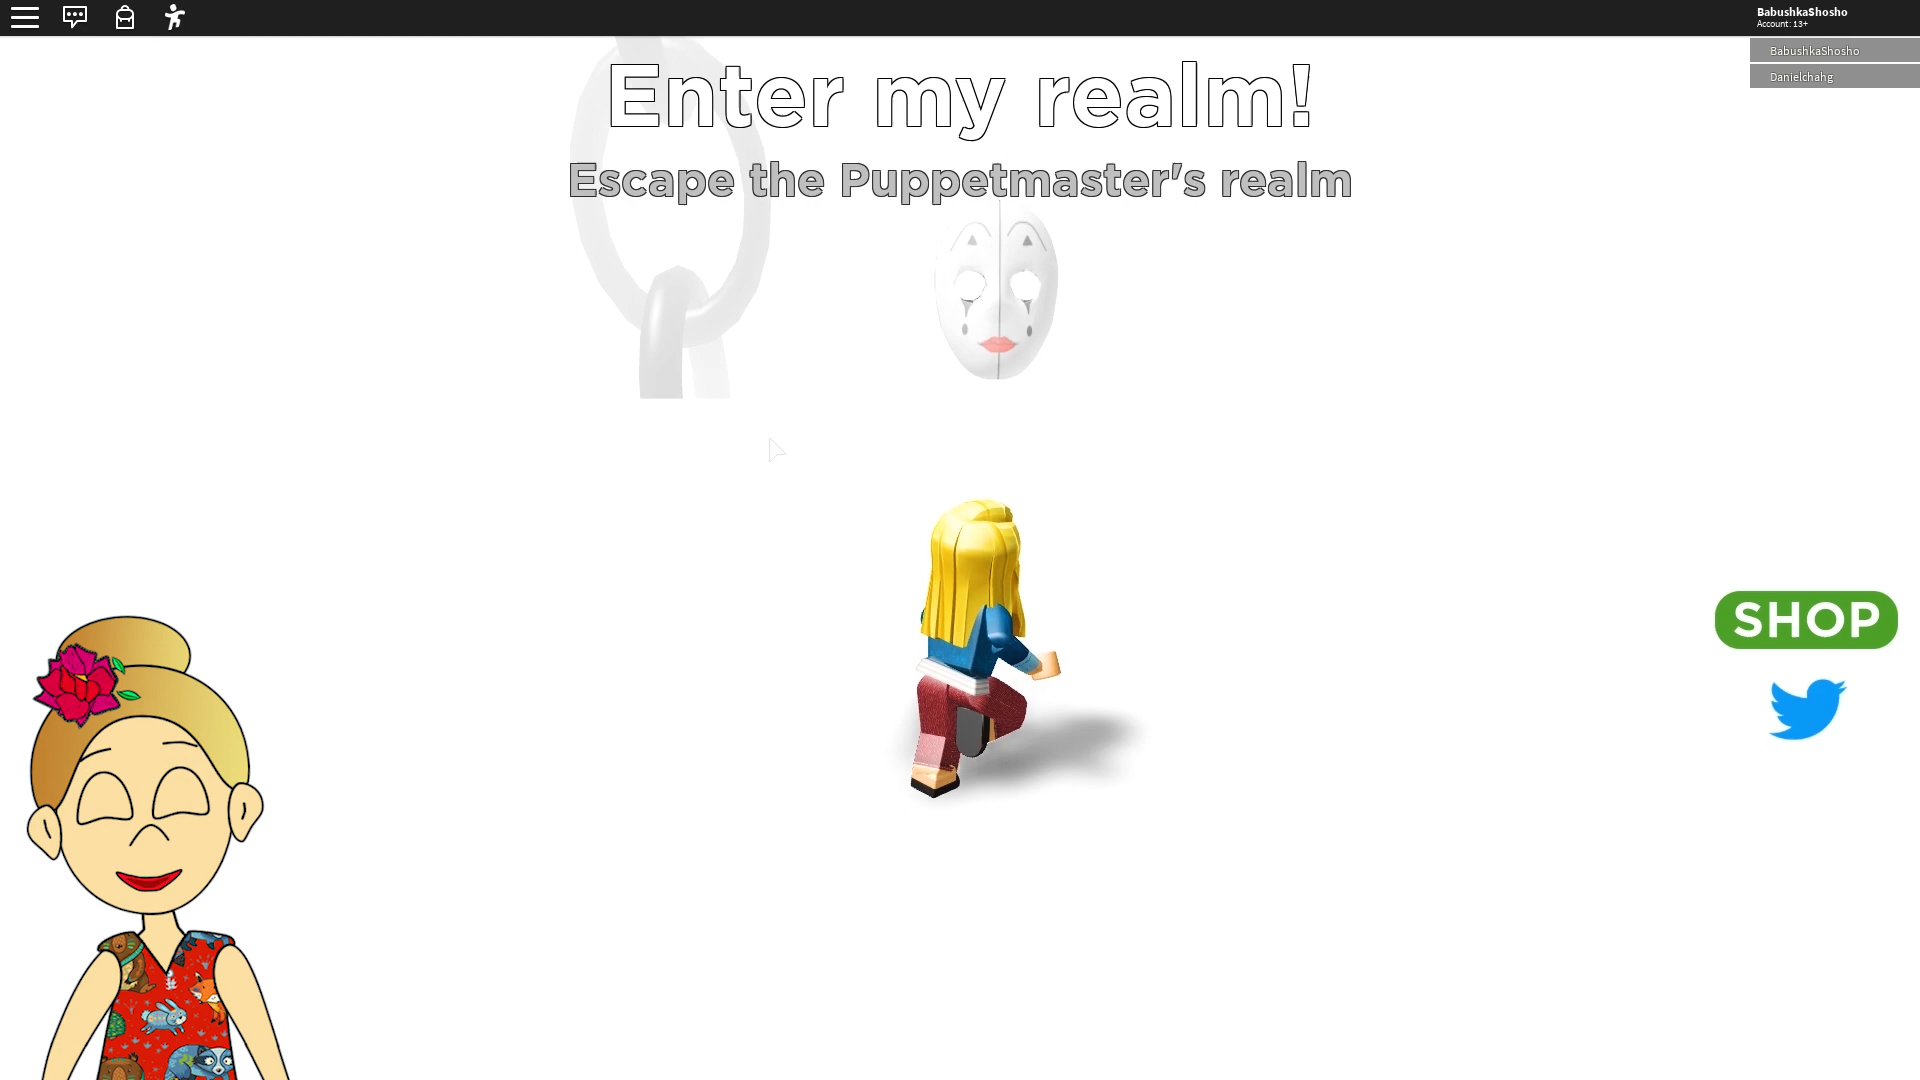 BabushkaShosho
Account: 13+
BabushkaShosho
Danielchahg
Enter my realm!
Escape the Puppetmaster's realm
SHOP